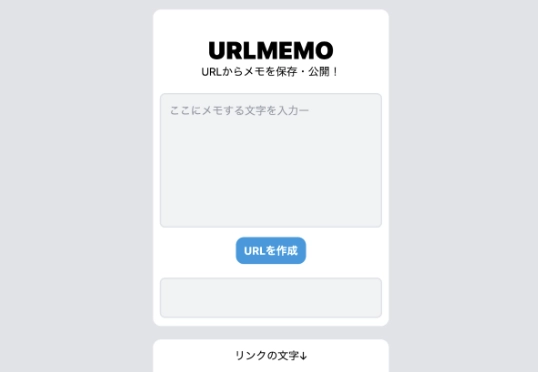 URLMEMO
URLからメモを保存・公開！
ここにメモする文字を入力ー
URLを作成
リンクの文字↓